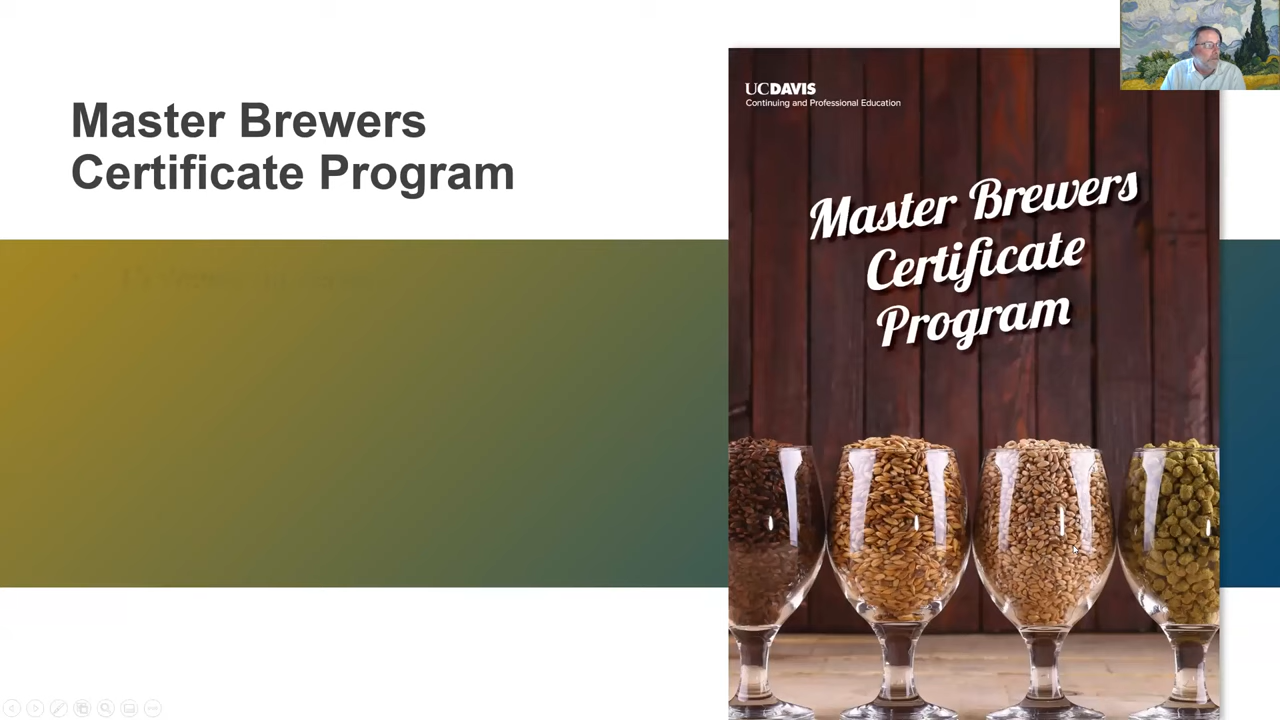 Master Brewers
Certificate Program
UCDAVIS
Continuing and Professional Education
Master Brewers
Certificate
Program